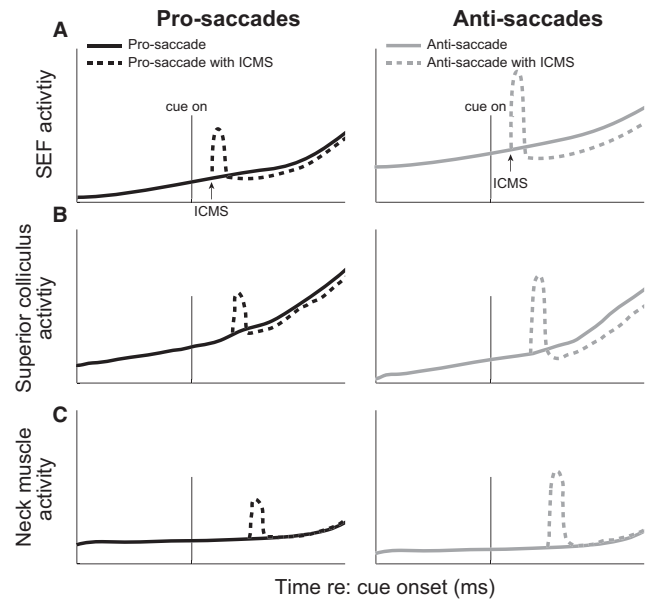 Pro-saccades
Anti-saccades
A
Pro-saccade
Pro-saccade with ICMS
Anti-saccade
Anti-saccade with ICMS
SEF activtiy
cue on
cue on
ICMS
ICMS
B
Superior colliculus
activtiy
C
Neck muscle
activity
Time re: cue onset (ms)